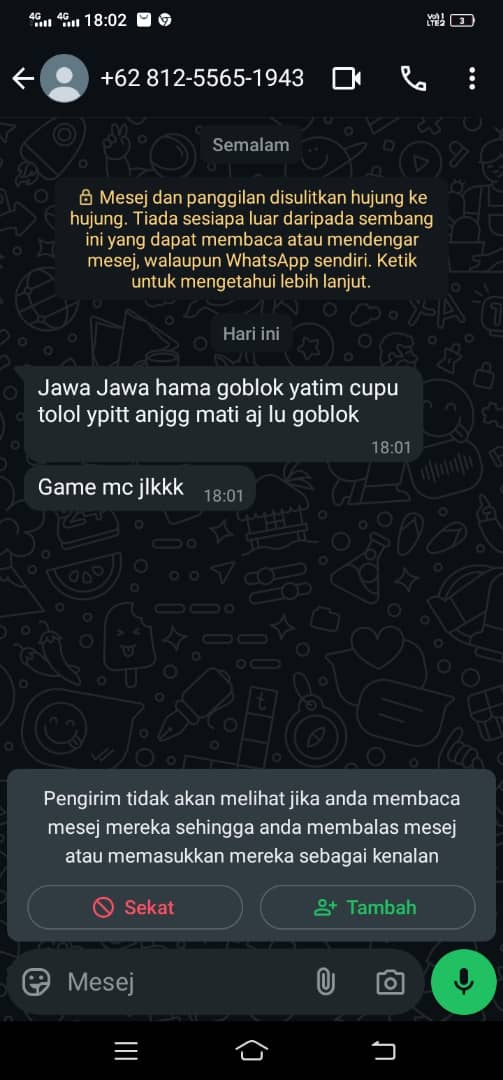 4G 4G 18:02
Vo)) 1 LTE2 3
+62 812-5565-1943
Semalam
Mesej dan panggilan disulitkan hujung ke
hujung. Tiada sesiapa luar daripada sembang
ini yang dapat membaca atau mendengar
mesej, walaupun WhatsApp sendiri. Ketik
untuk mengetahui lebih lanjut.
Hari ini
Jawa Jawa hama goblok yatim cupu
tolol ypitt anjgg mati aj lu goblok
18:01
Game mc jlkkk 18:01
Pengirim tidak akan melihat jika anda membaca
mesej mereka sehingga anda membalas mesej
atau memasukkan mereka sebagai kenalan
Sekat
Tambah
Mesej